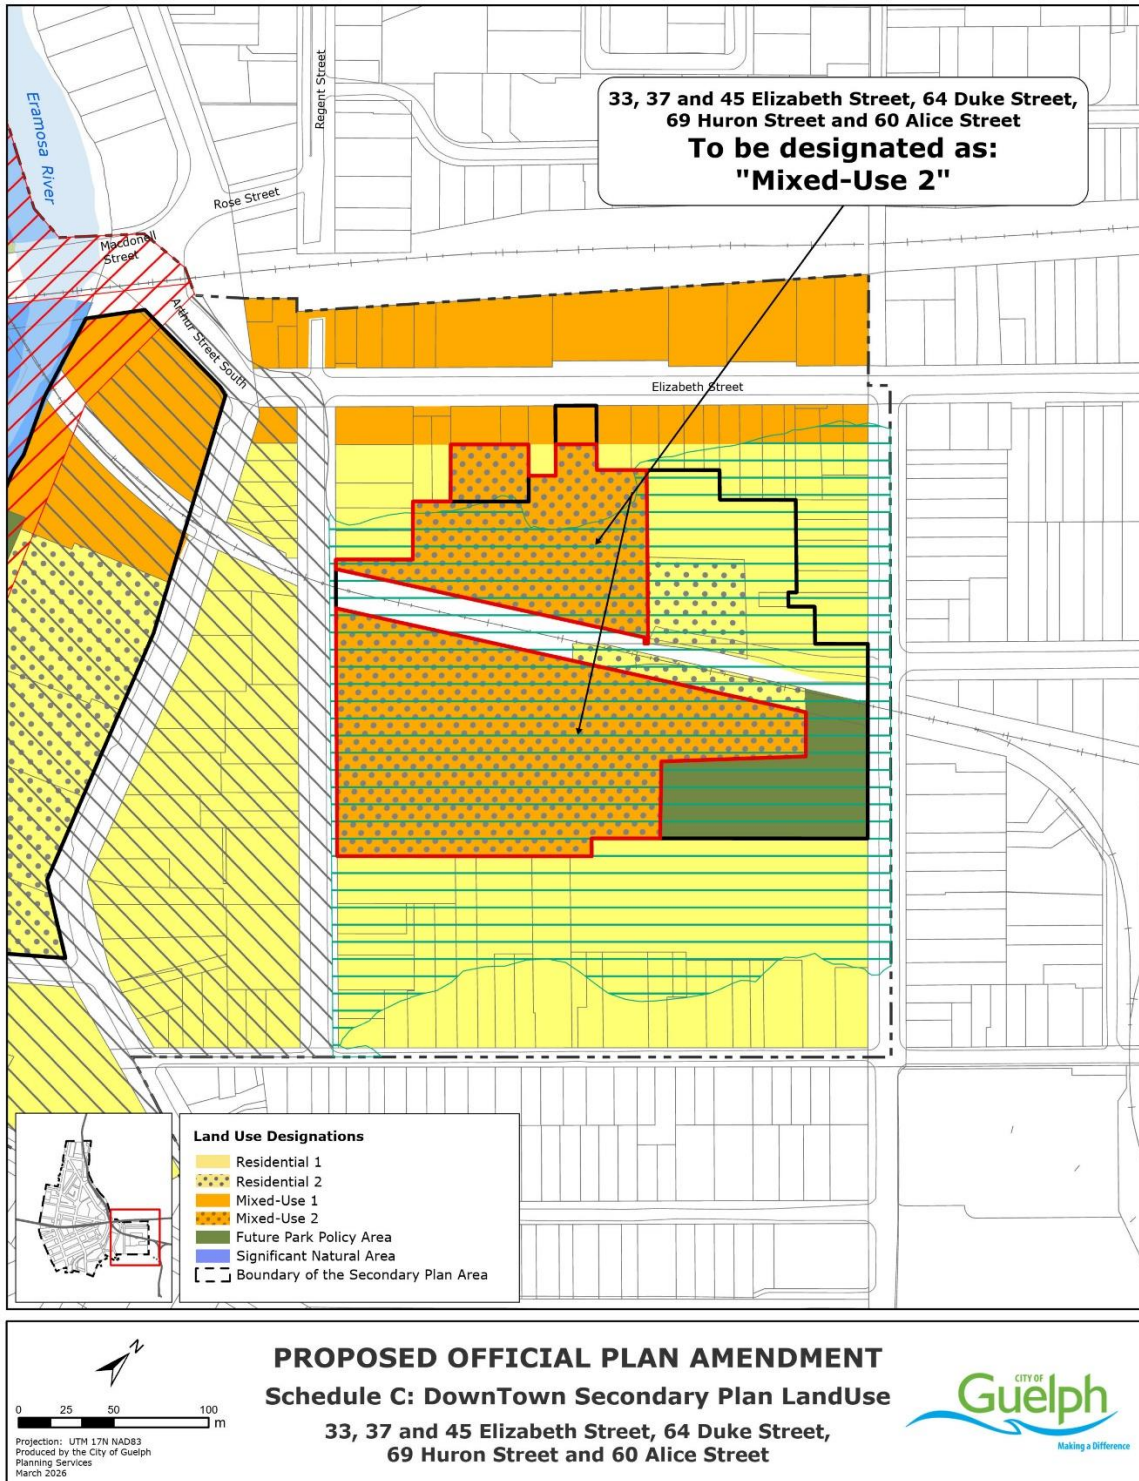 Eramosa River
Regent Street
33, 37 and 45 Elizabeth Street, 64 Duke Street,
69 Huron Street and 60 Alice Street
To be designated as:
"Mixed-Use 2"
Rose Street
Macdonell
Street
Arthur Street South
Elizabeth Street
Land Use Designations
Residential 1
Residential 2
Mixed-Use 1
Mixed-Use 2
Future Park Policy Area
Significant Natural Area
Boundary of the Secondary Plan Area
N
0 25 50 100
m
Projection: UTM 17N NAD83
Produced by the City of Guelph
Planning Services
March 2026
PROPOSED OFFICIAL PLAN AMENDMENT
Schedule C: DownTown Secondary Plan LandUse
33, 37 and 45 Elizabeth Street, 64 Duke Street,
69 Huron Street and 60 Alice Street
CITY OF
Guelph
Making a Difference